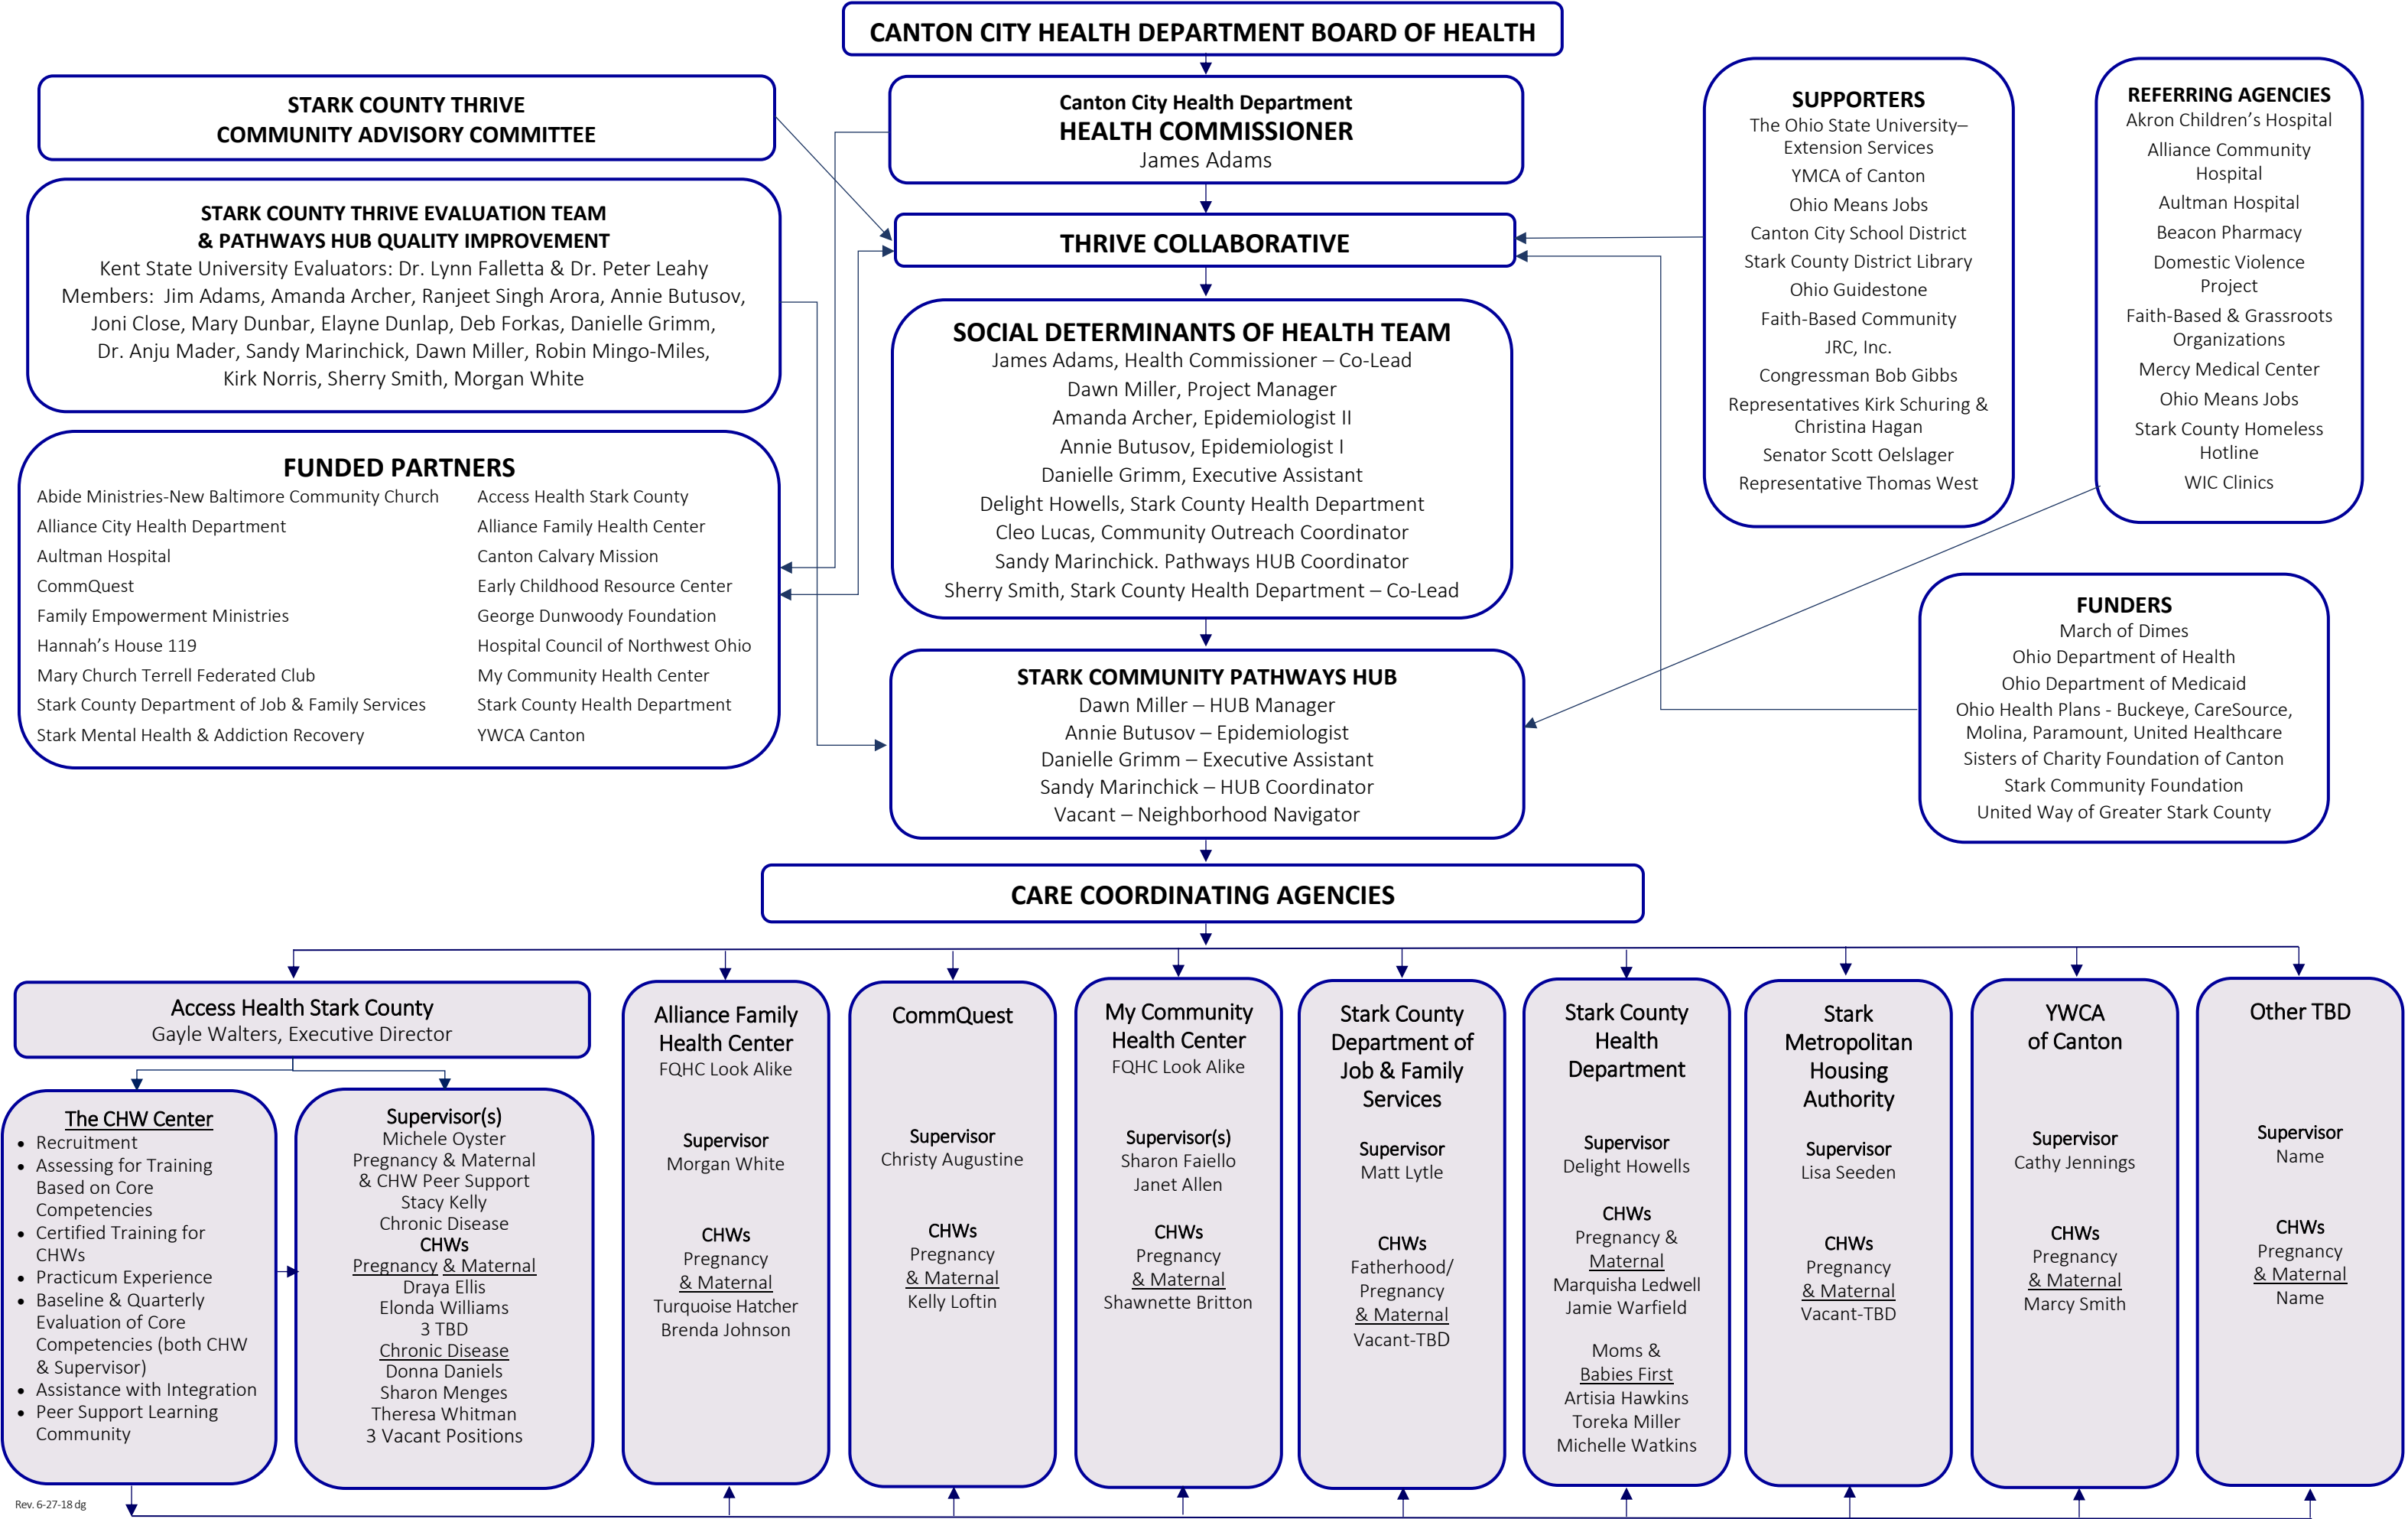 CANTON CITY HEALTH DEPARTMENT BOARD OF HEALTH
STARK COUNTY THRIVE
COMMUNITY ADVISORY COMMITTEE
Canton City Health Department
HEALTH COMMISSIONER
James Adams
SUPPORTERS
The Ohio State University–
Extension Services
YMCA of Canton
Ohio Means Jobs
Canton City School District
Stark County District Library
Ohio Guidestone
Faith-Based Community
JRC, Inc.
Congressman Bob Gibbs
Representatives Kirk Schuring &
Christina Hagan
Senator Scott Oelslager
Representative Thomas West
REFERRING AGENCIES
Akron Children's Hospital
Alliance Community
Hospital
Aultman Hospital
Beacon Pharmacy
Domestic Violence
Project
Faith-Based & Grassroots
Organizations
Mercy Medical Center
Ohio Means Jobs
Stark County Homeless
Hotline
WIC Clinics
STARK COUNTY THRIVE EVALUATION TEAM
& PATHWAYS HUB QUALITY IMPROVEMENT
Kent State University Evaluators: Dr. Lynn Falletta & Dr. Peter Leahy
Members: Jim Adams, Amanda Archer, Ranjeet Singh Arora, Annie Butusov,
Joni Close, Mary Dunbar, Elayne Dunlap, Deb Forkas, Danielle Grimm,
Dr. Anju Mader, Sandy Marinchick, Dawn Miller, Robin Mingo-Miles,
Kirk Norris, Sherry Smith, Morgan White
THRIVE COLLABORATIVE
SOCIAL DETERMINANTS OF HEALTH TEAM
James Adams, Health Commissioner – Co-Lead
Dawn Miller, Project Manager
Amanda Archer, Epidemiologist II
Annie Butusov, Epidemiologist I
Danielle Grimm, Executive Assistant
Delight Howells, Stark County Health Department
Cleo Lucas, Community Outreach Coordinator
Sandy Marinchick. Pathways HUB Coordinator
Sherry Smith, Stark County Health Department – Co-Lead
FUNDED PARTNERS
Abide Ministries-New Baltimore Community Church
Access Health Stark County
Alliance City Health Department
Alliance Family Health Center
Aultman Hospital
Canton Calvary Mission
CommQuest
Early Childhood Resource Center
Family Empowerment Ministries
George Dunwoody Foundation
Hannah's House 119
Hospital Council of Northwest Ohio
Mary Church Terrell Federated Club
My Community Health Center
Stark County Department of Job & Family Services
Stark County Health Department
Stark Mental Health & Addiction Recovery
YWCA Canton
FUNDERS
March of Dimes
Ohio Department of Health
Ohio Department of Medicaid
Ohio Health Plans - Buckeye, CareSource,
Molina, Paramount, United Healthcare
Sisters of Charity Foundation of Canton
Stark Community Foundation
United Way of Greater Stark County
STARK COMMUNITY PATHWAYS HUB
Dawn Miller – HUB Manager
Annie Butusov – Epidemiologist
Danielle Grimm – Executive Assistant
Sandy Marinchick – HUB Coordinator
Vacant – Neighborhood Navigator
CARE COORDINATING AGENCIES
Access Health Stark County
Gayle Walters, Executive Director
The CHW Center
• Recruitment
• Assessing for Training
Based on Core
Competencies
• Certified Training for
CHWs
• Practicum Experience
• Baseline & Quarterly
Evaluation of Core
Competencies (both CHW
& Supervisor)
• Assistance with Integration
• Peer Support Learning
Community
Supervisor(s)
Michele Oyster
Pregnancy & Maternal
& CHW Peer Support
Stacy Kelly
Chronic Disease
CHWs
Pregnancy & Maternal
Draya Ellis
Elonda Williams
3 TBD
Chronic Disease
Donna Daniels
Sharon Menges
Theresa Whitman
3 Vacant Positions
Alliance Family
Health Center
FQHC Look Alike
Supervisor
Morgan White
CHWs
Pregnancy
& Maternal
Turquoise Hatcher
Brenda Johnson
CommQuest
Supervisor
Christy Augustine
CHWs
Pregnancy
& Maternal
Kelly Loftin
My Community
Health Center
FQHC Look Alike
Supervisor(s)
Sharon Faiello
Janet Allen
CHWs
Pregnancy
& Maternal
Shawnette Britton
Stark County
Department of
Job & Family
Services
Supervisor
Matt Lytle
CHWs
Fatherhood/
Pregnancy
& Maternal
Vacant-TBD
Stark County
Health
Department
Supervisor
Delight Howells
CHWs
Pregnancy &
Maternal
Marquisha Ledwell
Jamie Warfield
Moms &
Babies First
Artisia Hawkins
Toreka Miller
Michelle Watkins
Stark
Metropolitan
Housing
Authority
Supervisor
Lisa Seeden
CHWs
Pregnancy
& Maternal
Vacant-TBD
YWCA
of Canton
Supervisor
Cathy Jennings
CHWs
Pregnancy
& Maternal
Marcy Smith
Other TBD
Supervisor
Name
CHWs
Pregnancy
& Maternal
Name
Rev. 6-27-18 dg